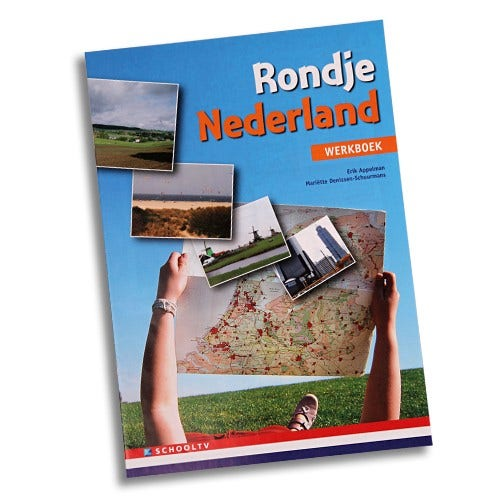 Rondje
Nederland
WERKBOEK
Erik Appelman
Mariëtte Denissen-Schuurmans
SCHOOLTV